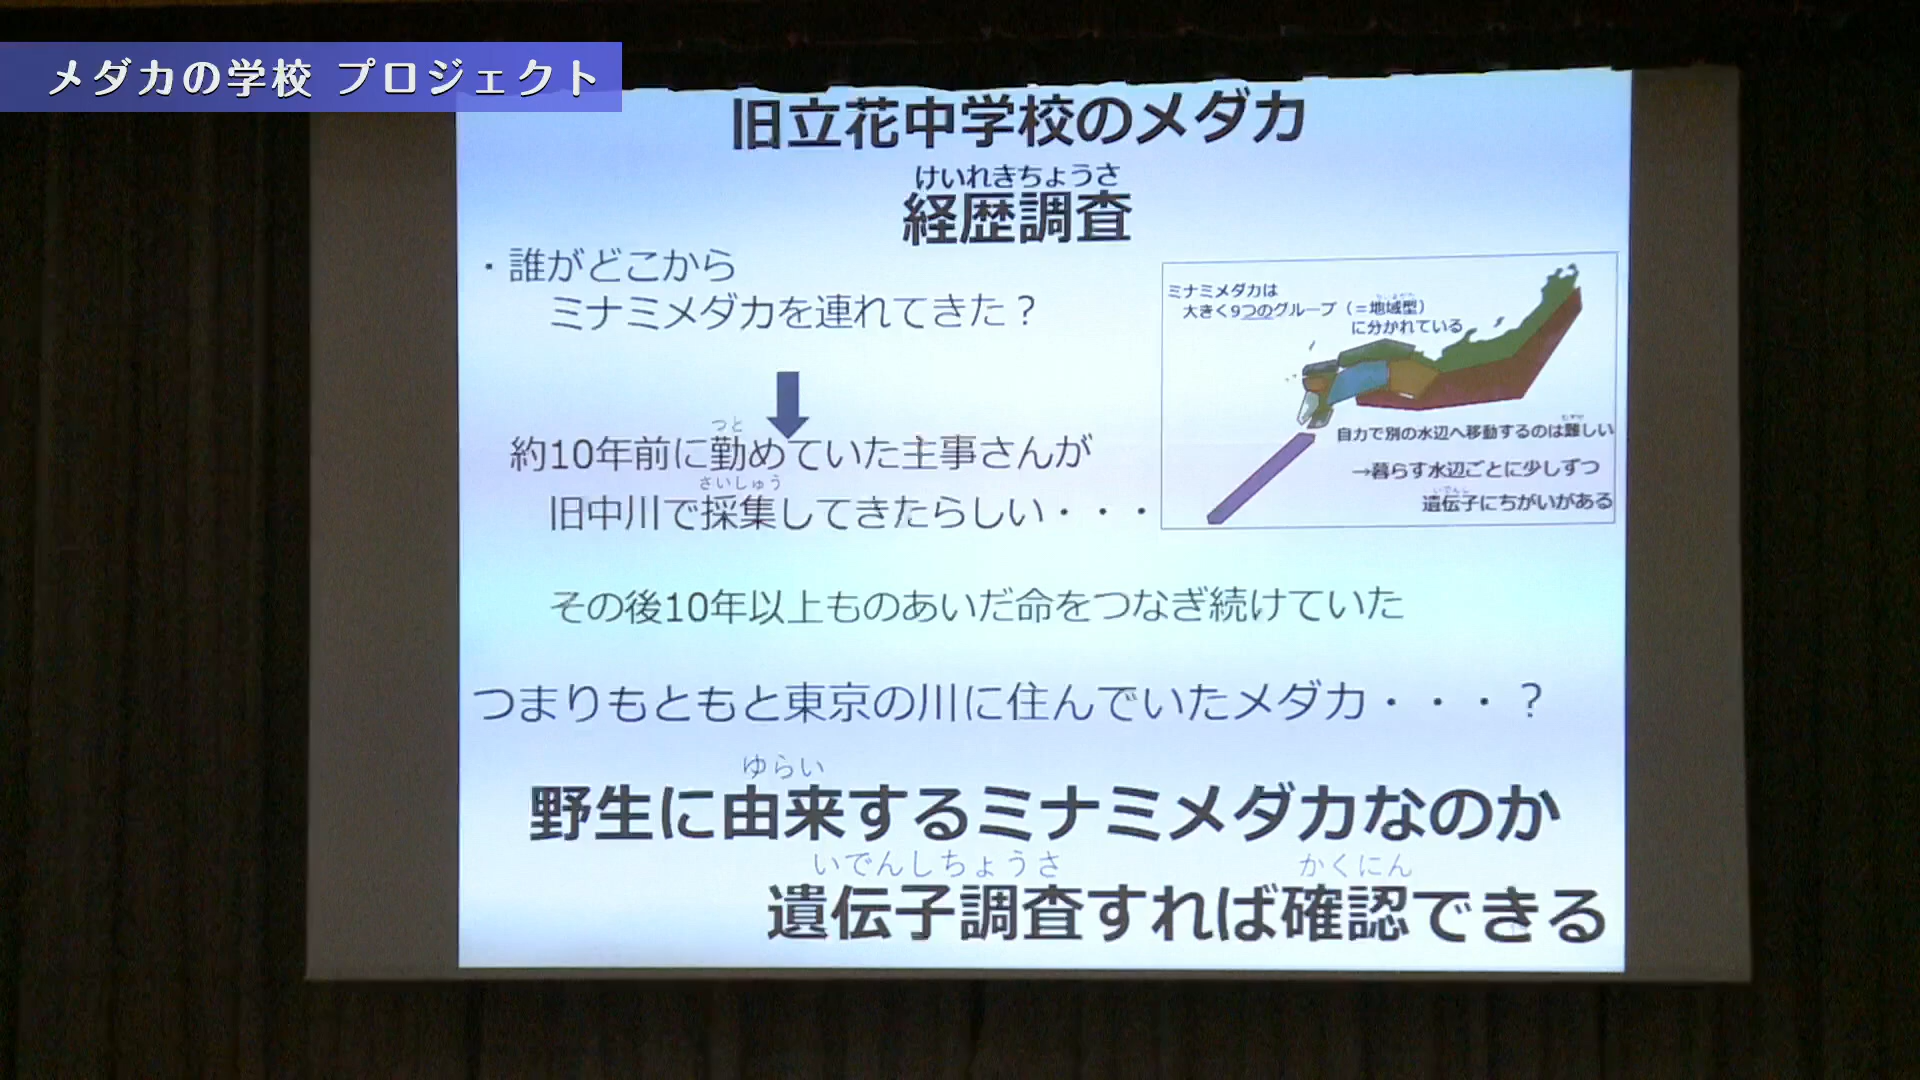 メダカの学校 プロジェクト
旧立花中学校のメダカ
けいれきちょうさ
経歴調査
・誰がどこから
ミナミメダカを連れてきた？
つと
約10年前に勤めていた主事さんが
さいしゅう
旧中川で採集してきたらしい・・・
ミナミメダカは
大きく9つのグループ（＝地域型）
に分かれている
自力で別の水辺へ移動するのは難しい
→暮らす水辺ごとに少しずつ
いでんし
遺伝子にちがいがある
その後10年以上ものあいだ命をつなぎ続けていた
つまりもともと東京の川に住んでいたメダカ・・・？
ゆらい
野生に由来するミナミメダカなのか
いでんしちょうさ かくにん
遺伝子調査すれば確認できる